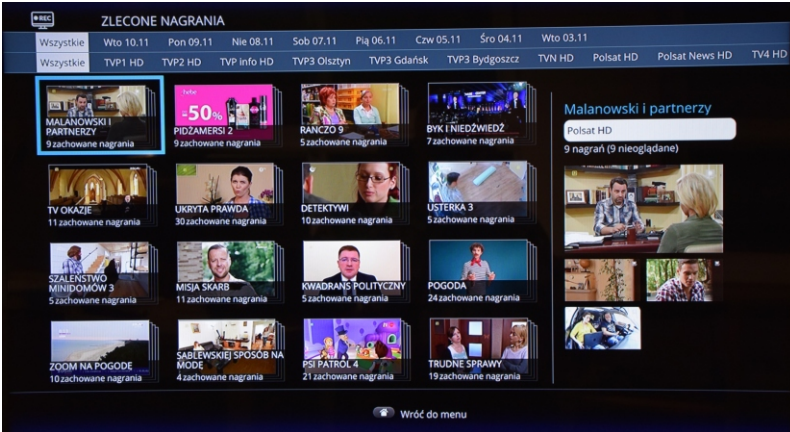 REC
ZLECONE NAGRANIA
Wszystkie Wto 10.11 Pon 09.11 Nie 08.11 Sob 07.11 Pią 06.11 Czw 05.11 Śro 04.11 Wto 03.11
Wszystkie TVP1 HD TVP2 HD TVP info HD TVP3 Olsztyn TVP3 Gdańsk TVP3 Bydgoszcz TVN HD Polsat HD Polsat News HD TV4 HD
MALANOWSKI I
PARTNERZY
9 zachowane nagrania
-50%
PIDŻAMERSI 2
9 zachowane nagrania
RANCZO 9
5 zachowane nagrania
BYK I NIEDŹWIEDŹ
7 zachowane nagrania
Malanowski i partnerzy
Polsat HD
9 nagrań (9 nieoglądane)
TV OKAZJE
11 zachowane nagrania
UKRYTA PRAWDA
30 zachowane nagrania
DETEKTYWI
10 zachowane nagrania
USTERKA 3
5 zachowane nagrania
SZALEŃSTWO
MINIDOMÓW 3
5 zachowane nagrania
MISJA SKARB
11 zachowane nagrania
KWADRANS POLITYCZNY
5 zachowane nagrania
POGODA
24 zachowane nagrania
ZOOM NA POGODĘ
10 zachowane nagrania
SABLEWSKIEJ SPOSÓB NA
MODĘ
4 zachowane nagrania
PSI PATROL 4
21 zachowane nagrania
TRUDNE SPRAWY
19 zachowane nagrania
Wróć do menu